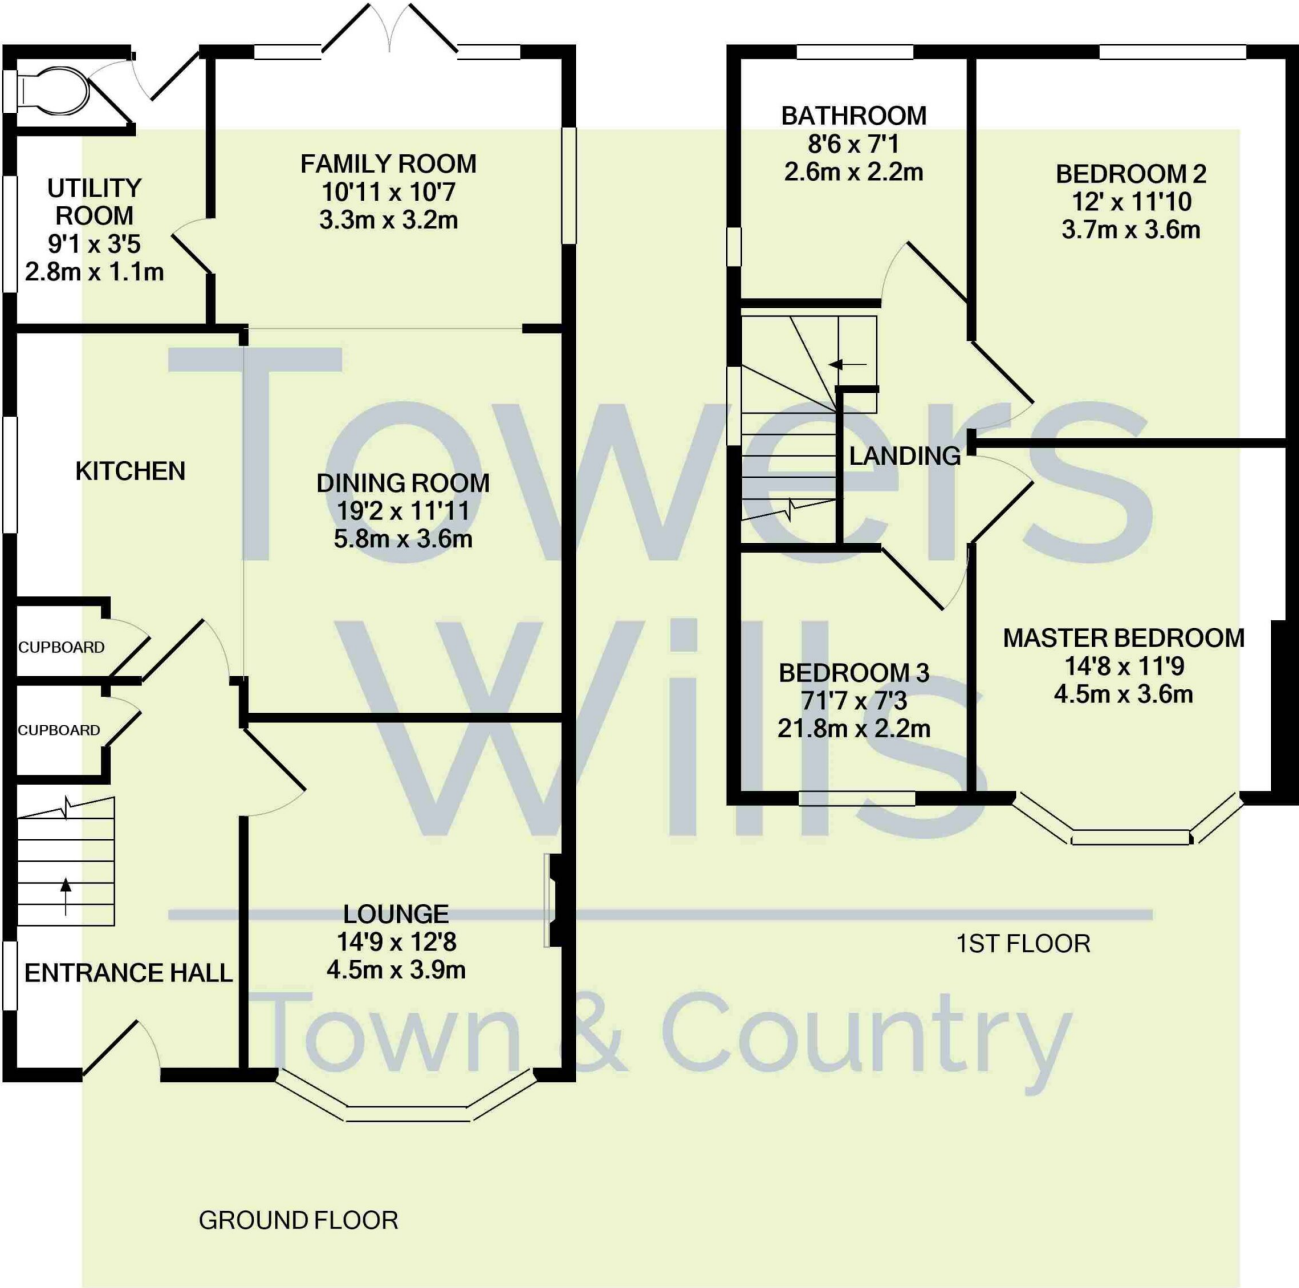 FAMILY ROOM
10'11 x 10'7
3.3m x 3.2m
UTILITY
ROOM
9'1 x 3'5
2.8m x 1.1m
KITCHEN
DINING ROOM
19'2 x 11'11
5.8m x 3.6m
CUPBOARD
CUPBOARD
LOUNGE
14'9 x 12'8
4.5m x 3.9m
ENTRANCE HALL
GROUND FLOOR
BATHROOM
8'6 x 7'1
2.6m x 2.2m
BEDROOM 2
12' x 11'10
3.7m x 3.6m
LANDING
MASTER BEDROOM
14'8 x 11'9
4.5m x 3.6m
BEDROOM 3
71'7 x 7'3
21.8m x 2.2m
1ST FLOOR
Towers
Wills
Town & Country